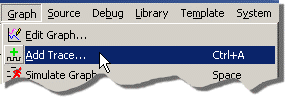 Graph Source Debug Library Template System
Edit Graph...
Add Trace... Ctrl+A
Simulate Graph Space